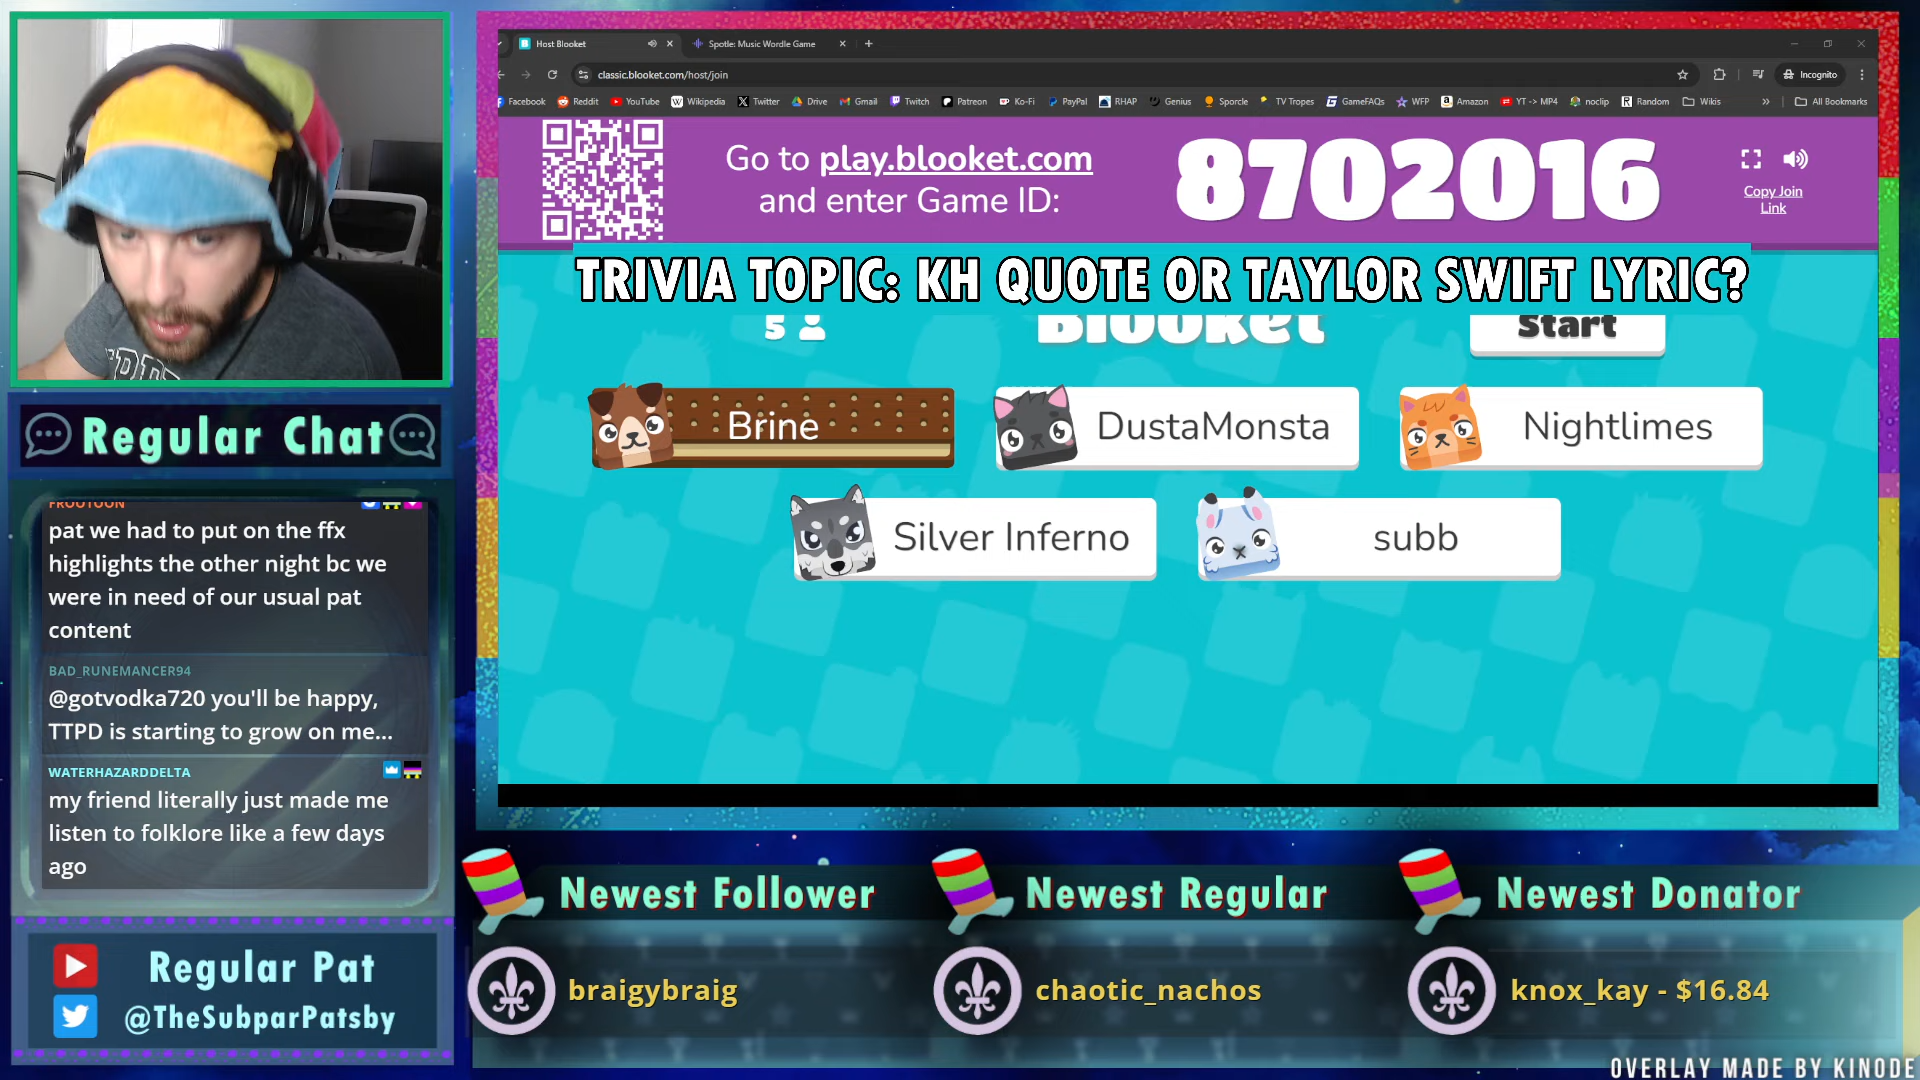 Host Blooket
Spotle: Music Wordle Game
classic.blooket.com/host/join
Incognito
Facebook Reddit YouTube Wikipedia Twitter Drive Gmail Twitch Patreon Ko-Fi PayPal RHAP Genius Sporcle TV Tropes GameFAQs WFP Amazon YT -> MP4 noclip Random Wikis » All Bookmarks
Go to play.blooket.com
and enter Game ID:
8702016
Copy Join
Link
TRIVIA TOPIC: KH QUOTE OR TAYLOR SWIFT LYRIC?
5
Blooket
Start
Brine
DustaMonsta
Nightlimes
Silver Inferno
subb
Regular Chat
FROOTOON
pat we had to put on the ffx
highlights the other night bc we
were in need of our usual pat
content
BAD_RUNEMANCER94
@gotvodka720 you'll be happy,
TTPD is starting to grow on me...
WATERHAZARDDELTA
my friend literally just made me
listen to folklore like a few days
ago
Regular Pat
@TheSubparPatsby
Newest Follower
braigybraig
Newest Regular
chaotic_nachos
Newest Donator
knox_kay - $16.84
OVERLAY MADE BY KINODE